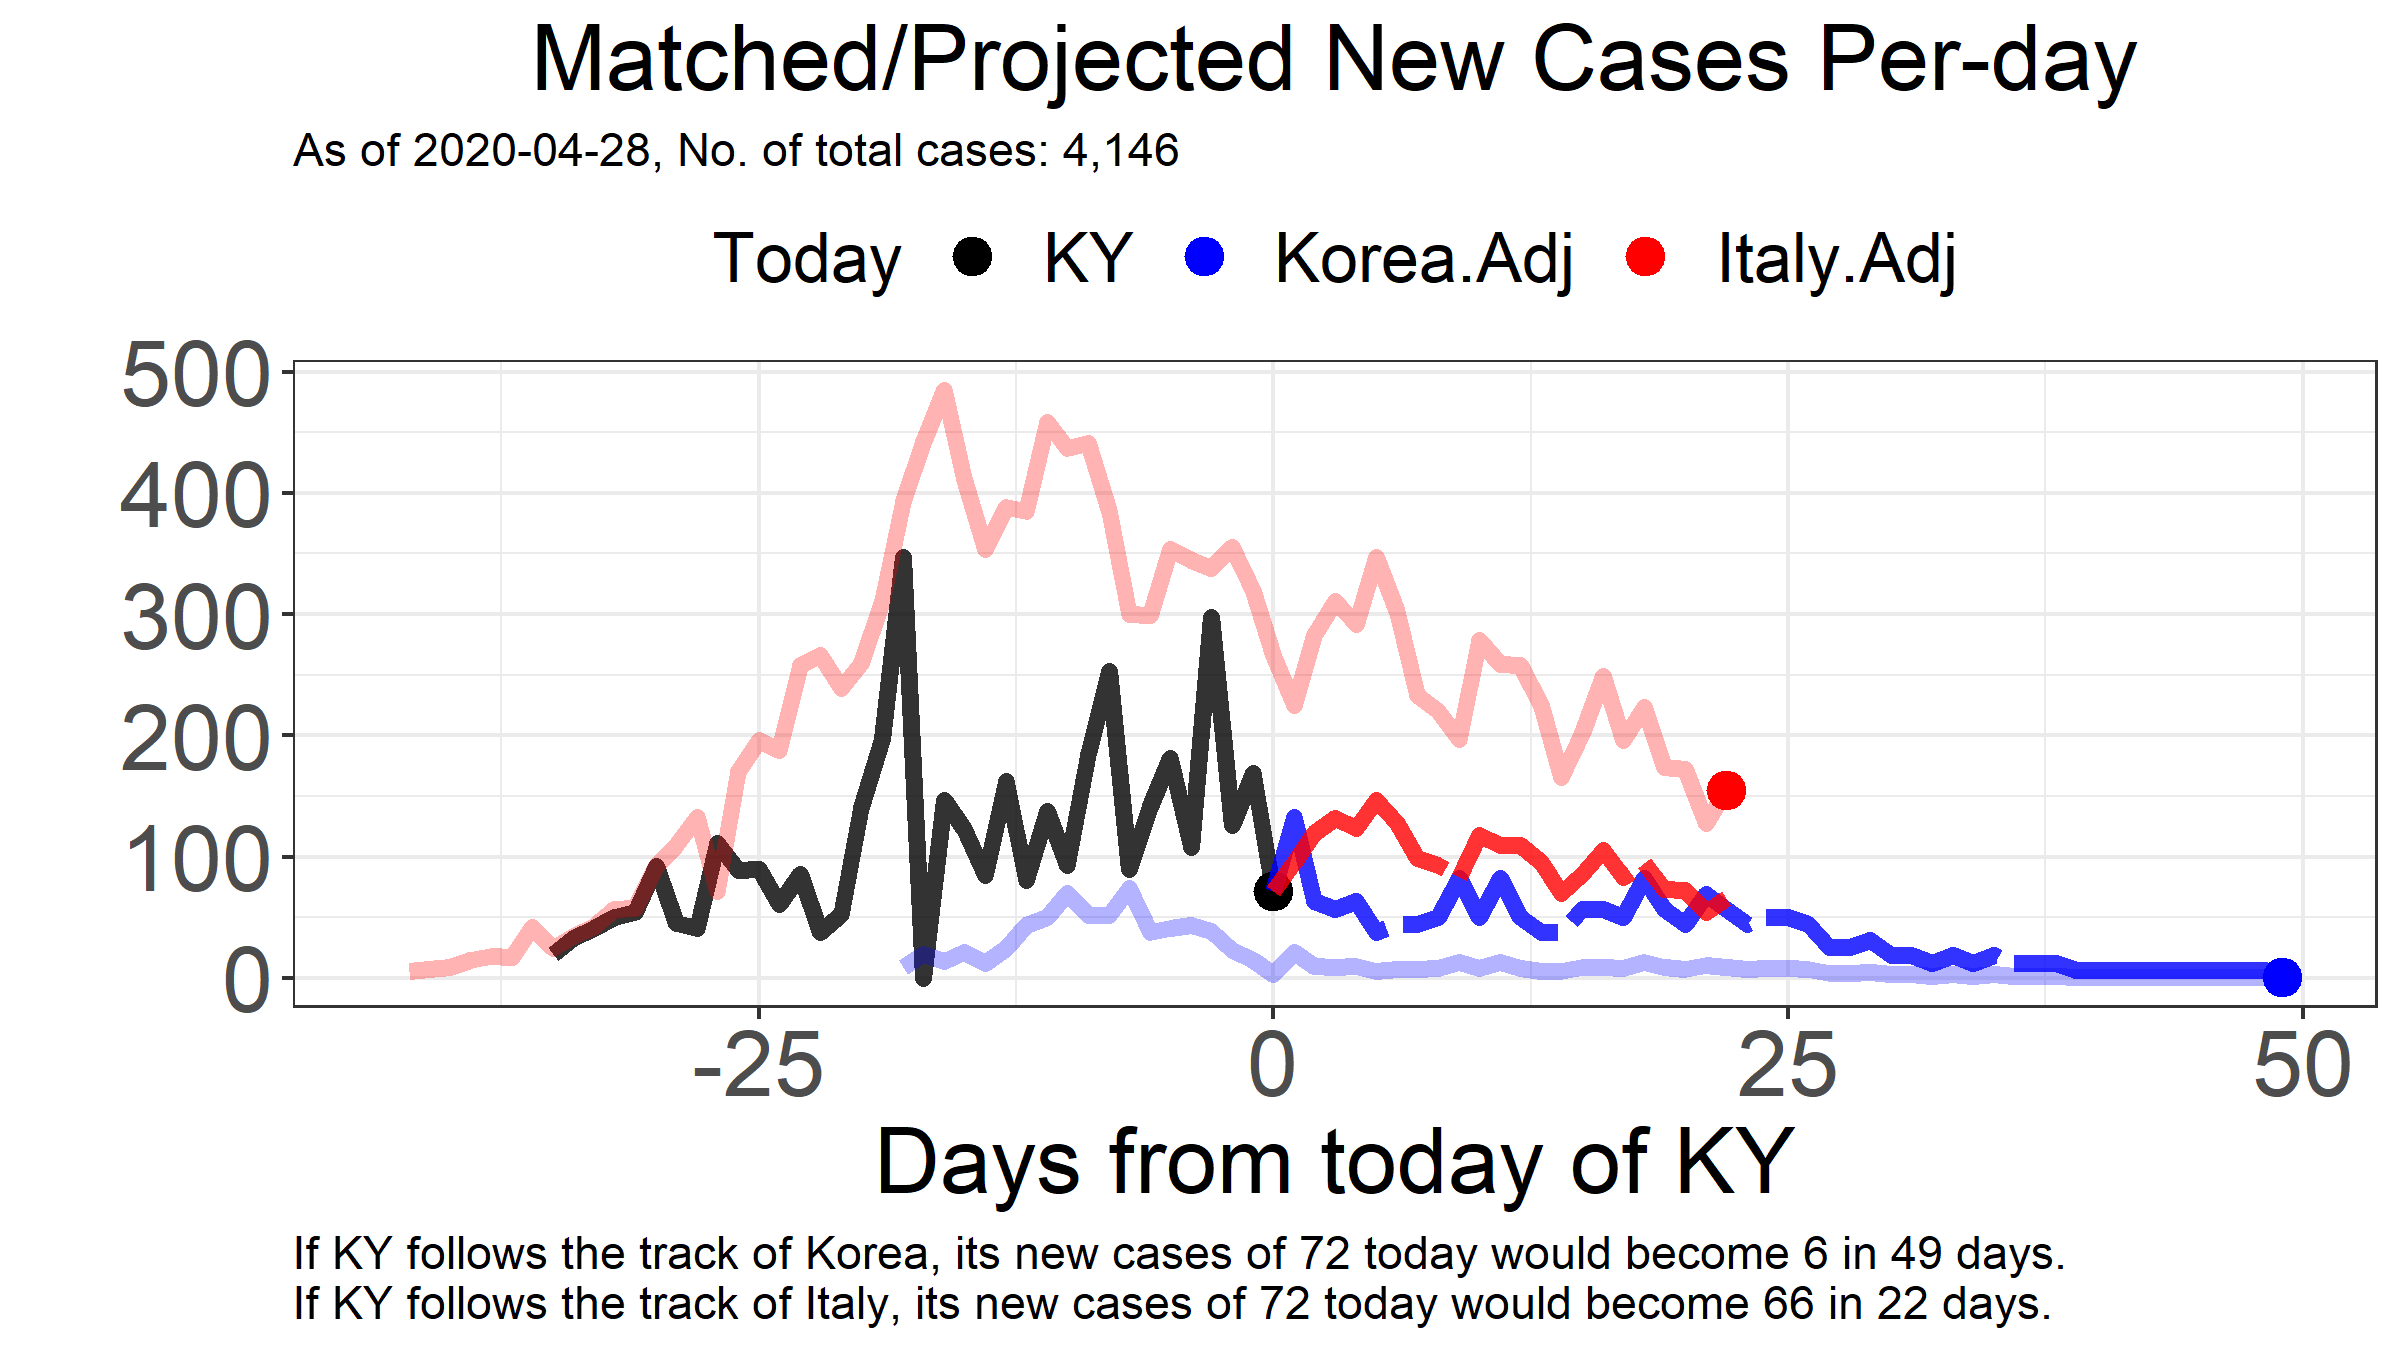 Matched/Projected New Cases Per-day
As of 2020-04-28, No. of total cases: 4,146
Today KY Korea.Adj Italy.Adj
500
400
300
200
100
0
-25 0 25 50
Days from today of KY
If KY follows the track of Korea, its new cases of 72 today would become 6 in 49 days.
If KY follows the track of Italy, its new cases of 72 today would become 66 in 22 days.